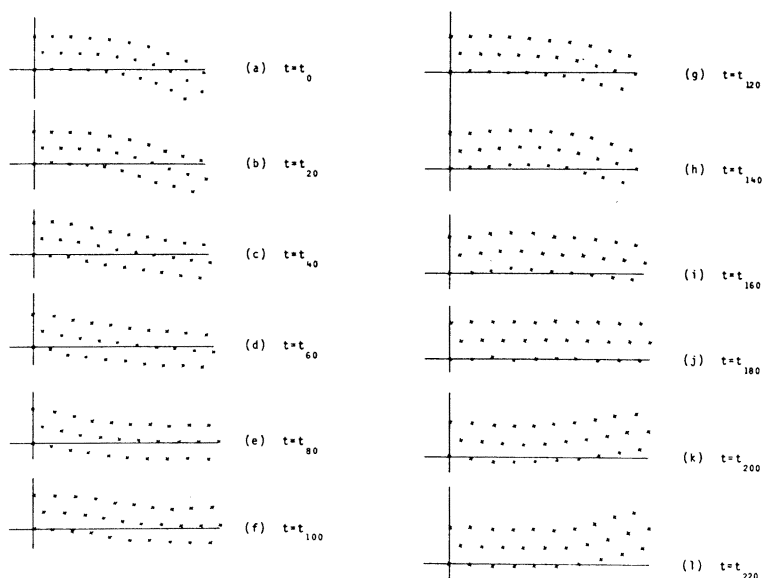 (a) t=t0
(b) t=t20
(c) t=t40
(d) t=t60
(e) t=t80
(f) t=t100
(g) t=t120
(h) t=t140
(i) t=t160
(j) t=t180
(k) t=t200
(l) t=t220